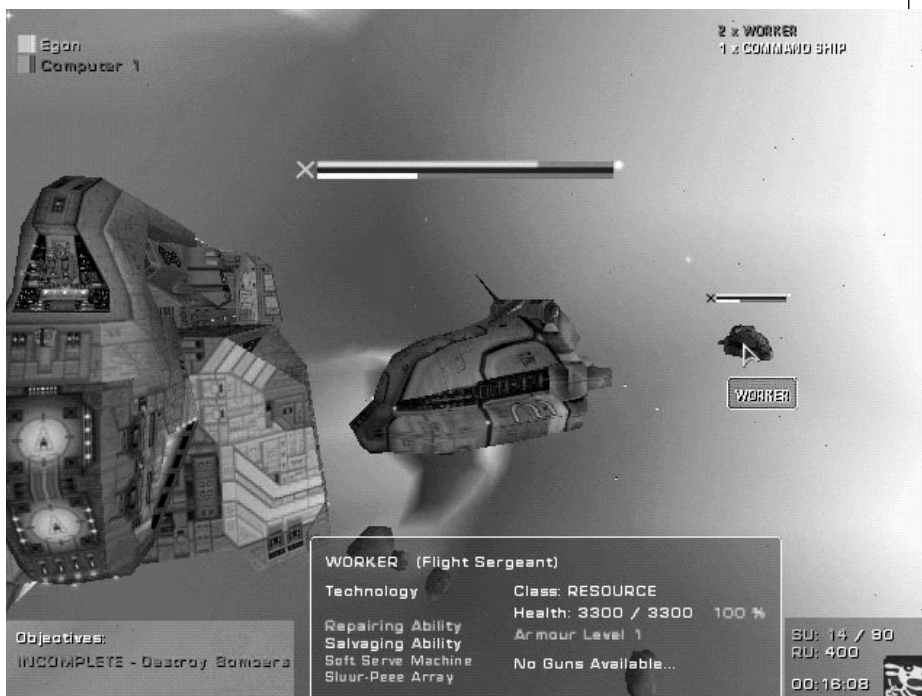 Egan
Computer 1
2 x WORKER
1 x COMMAND SHIP
WORKER
WORKER (Flight Sergeant)
Technology
Class: RESOURCE
Health: 3300 / 3300 100 %
Repairing Ability
Armour Level 1
Salvaging Ability
Soft Serve Machine
No Guns Available...
Sluur-Peee Array
Objectives:
INCOMPLETE - Destroy Bombers
SU: 14 / 90
RU: 400
00:16:08